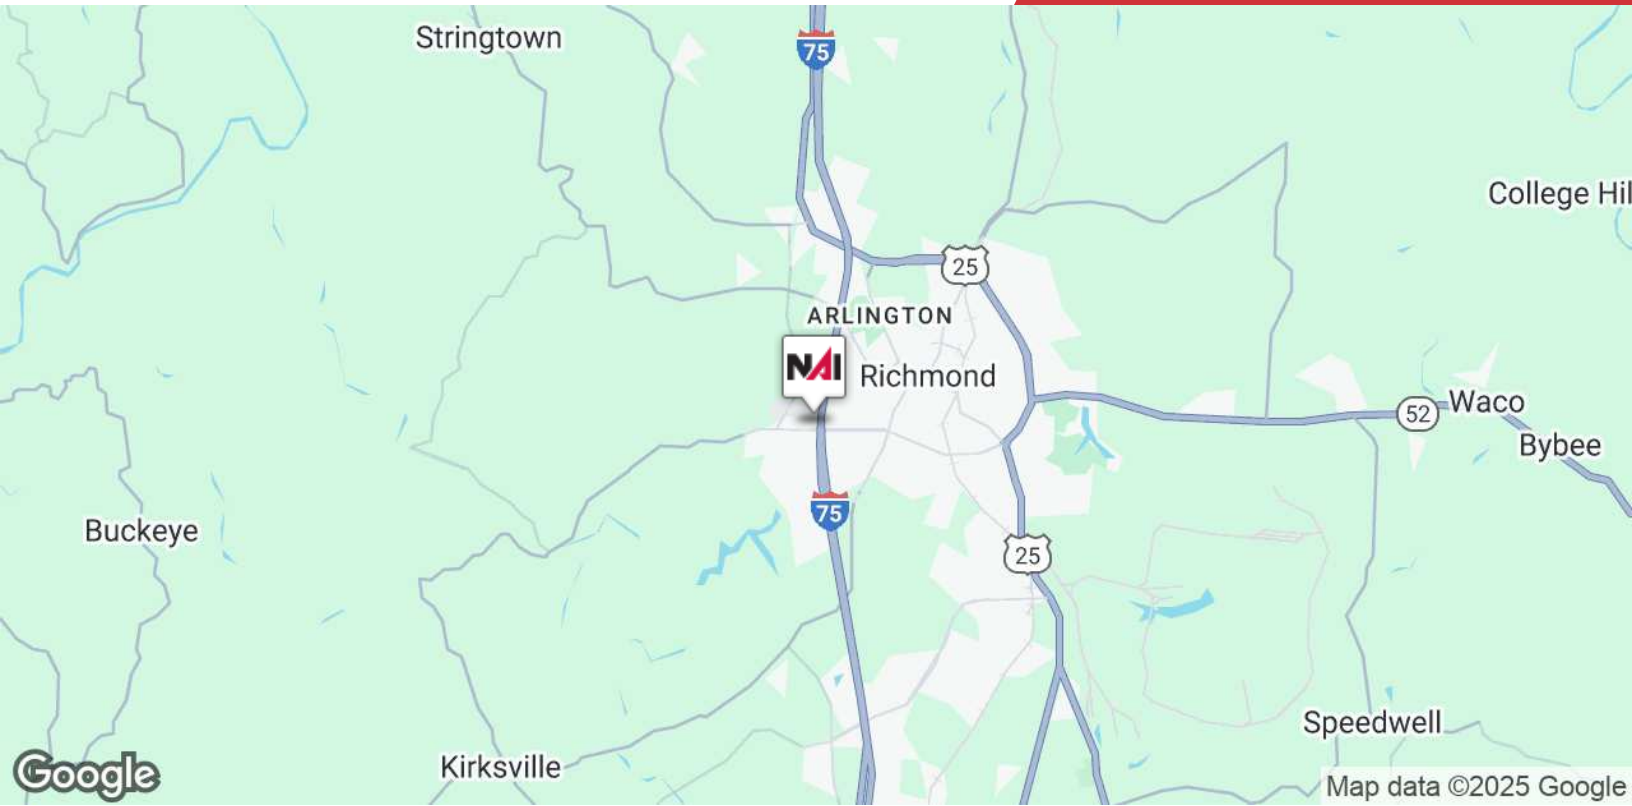 Stringtown
75
College Hil
25
ARLINGTON
NAI
Richmond
52
Waco
Bybee
75
Buckeye
25
Speedwell
Kirksville
Google
Map data ©2025 Google